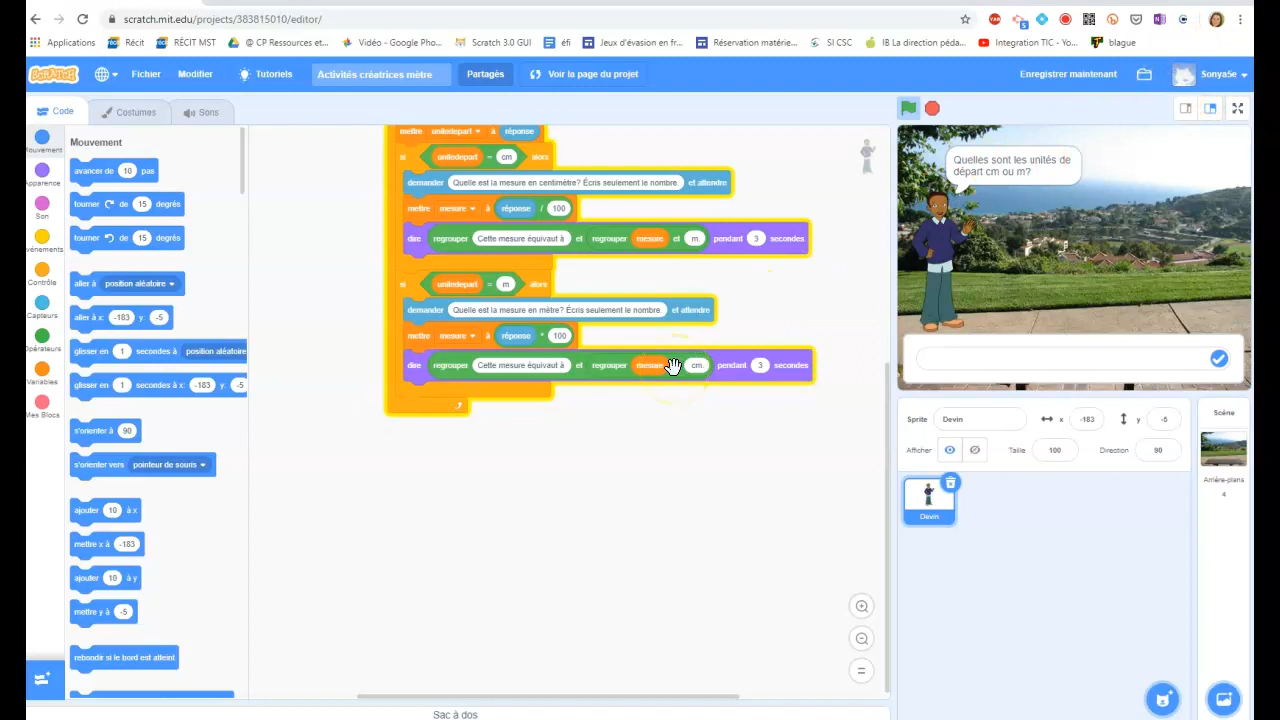 scratch.mit.edu/projects/383815010/editor/
Applications Récit RÉCIT MST @ CP Ressources et... Vidéo - Google Pho... Scratch 3.0 GUI éfi Jeux d'évasion en fr... Réservation matérie... SI CSC IB La direction péda... Integration TIC - Yo... blague
SCRATCH Fichier Modifier Tutoriels Activités créatrices mètre Partagés Voir la page du projet Enregistrer maintenant Sonya5e
Code Costumes Sons
Mouvement
Mouvement
avancer de 10 pas
Apparence
tourner 15 degrés
Son
tourner 15 degrés
Événements
Contrôle
aller à position aléatoire
Capteurs
aller à x: -183 y: -5
Opérateurs
glisser en 1 secondes à position aléatoire
Variables
glisser en 1 secondes à x: -183 y: -5
Mes Blocs
s'orienter à 90
s'orienter vers pointeur de souris
ajouter 10 à x
mettre x à -183
ajouter 10 à y
mettre y à -5
rebondir si le bord est atteint
mettre unitedepart à réponse
si unitedepart = cm alors
demander Quelle est la mesure en centimètre? Écris seulement le nombre. et attendre
mettre mesure à réponse / 100
dire regrouper Cette mesure équivaut à et regrouper mesure et m. pendant 3 secondes
si unitedepart = m alors
demander Quelle est la mesure en mètre? Écris seulement le nombre. et attendre
mettre mesure à réponse * 100
dire regrouper Cette mesure équivaut à et regrouper mesure cm. pendant 3 secondes
Quelles sont les unités de
départ cm ou m?
Sprite Devin x -183 y -5
Afficher Taille 100 Direction 90
Devin
Scène
Arrière-plans
4
Sac à dos